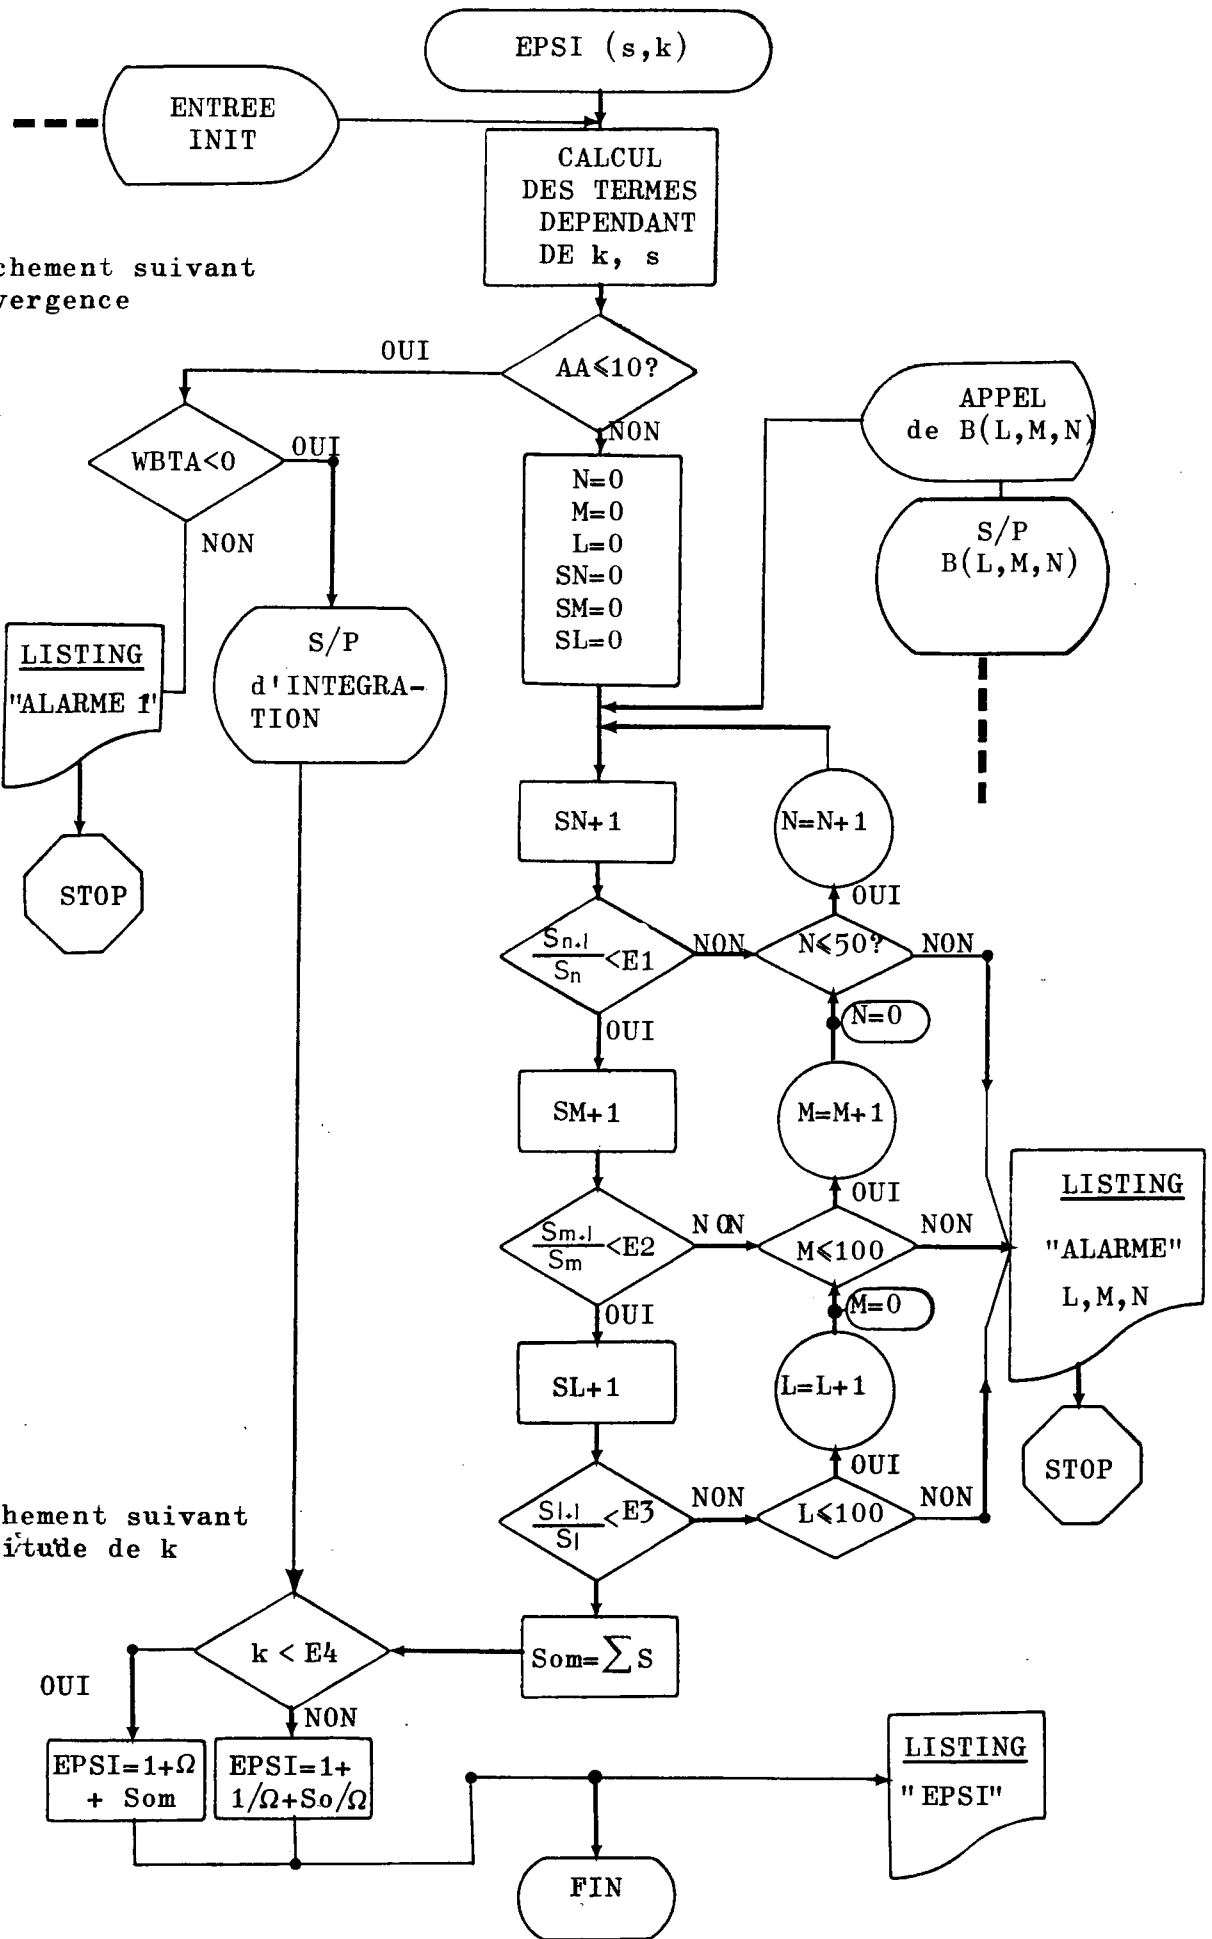 EPSI (s,k)
ENTREE
INIT
CALCUL
DES TERMES
DEPENDANT
DE k, s
chement suivant
vergence
OUI
AA⩽10?
NON
APPEL
de B(L,M,N)
WBTA<0
OUI
NON
N=0
M=0
L=0
SN=0
SM=0
SL=0
S/P
B(L,M,N)
LISTING
"ALARME 1"
S/P
d'INTEGRA-
TION
STOP
SN+1
N=N+1
OUI
Sn.1/Sn <E1
NON
N⩽50?
NON
N=0
OUI
SM+1
M=M+1
OUI
Sm.1/Sm <E2
NON
M⩽100
NON
M=0
OUI
LISTING
"ALARME"
L,M,N
SL+1
L=L+1
OUI
Sl.1/Sl <E3
NON
L⩽100
NON
STOP
hement suivant
itude de k
k < E4
Som=∑S
OUI
NON
EPSI=1+Ω
+ Som
EPSI=1+
1/Ω+So/Ω
LISTING
"EPSI"
FIN